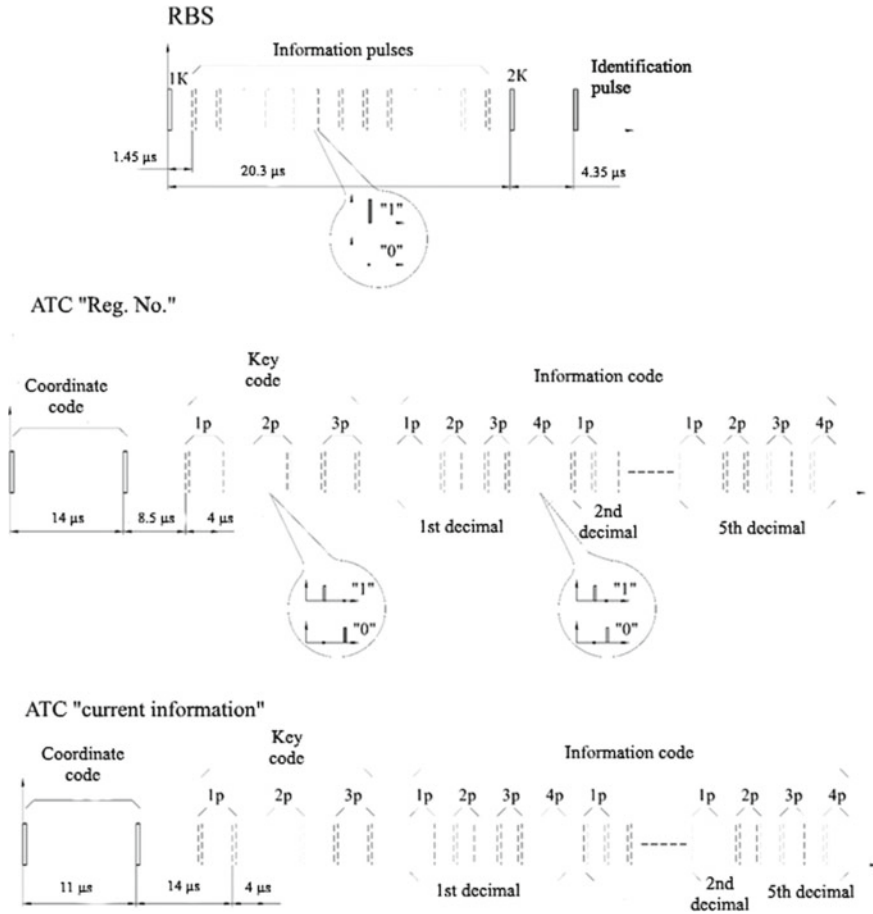 RBS
Information pulses
1K
2K
Identification
pulse
1.45 μs
20.3 μs
4.35 μs
"1"
"0"
ATC "Reg. No."
Coordinate
code
Key
code
Information code
1p 2p 3p 1p 2p 3p 4p 1p 1p 2p 3p 4p
14 μs
8.5 μs
4 μs
1st decimal
2nd
decimal
5th decimal
"1"
"0"
"1"
"0"
ATC "current information"
Coordinate
code
Key
code
Information code
1p 2p 3p 1p 2p 3p 4p 1p 1p 2p 3p 4p
11 μs
14 μs
4 μs
1st decimal
2nd
decimal
5th decimal